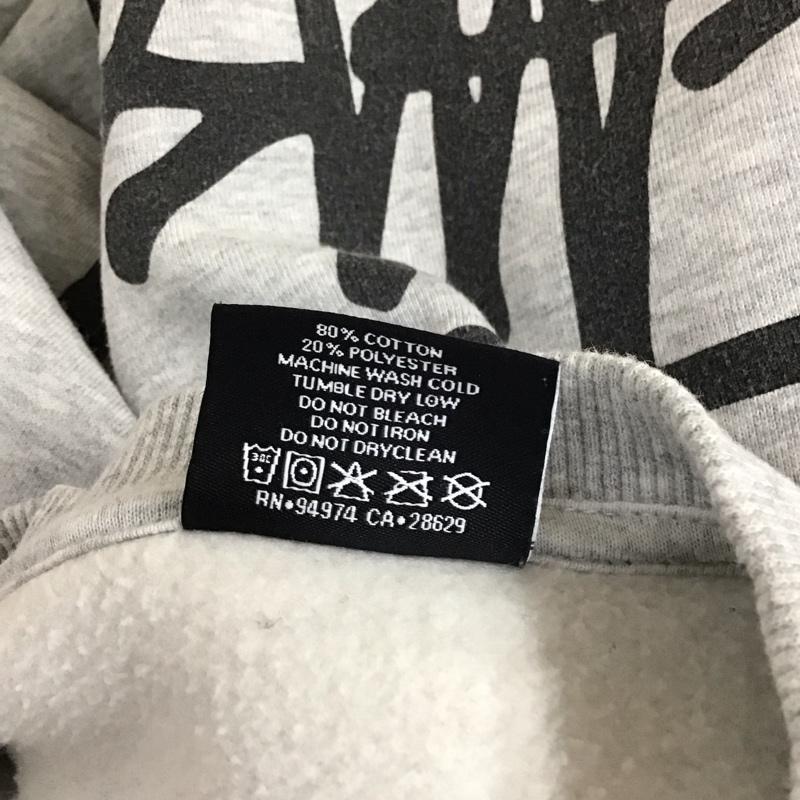 80% COTTON
20% POLYESTER
MACHINE WASH COLD
TUMBLE DRY LOW
DO NOT BLEACH
DO NOT IRON
DO NOT DRYCLEAN
30C
RN•94974 CA•28629